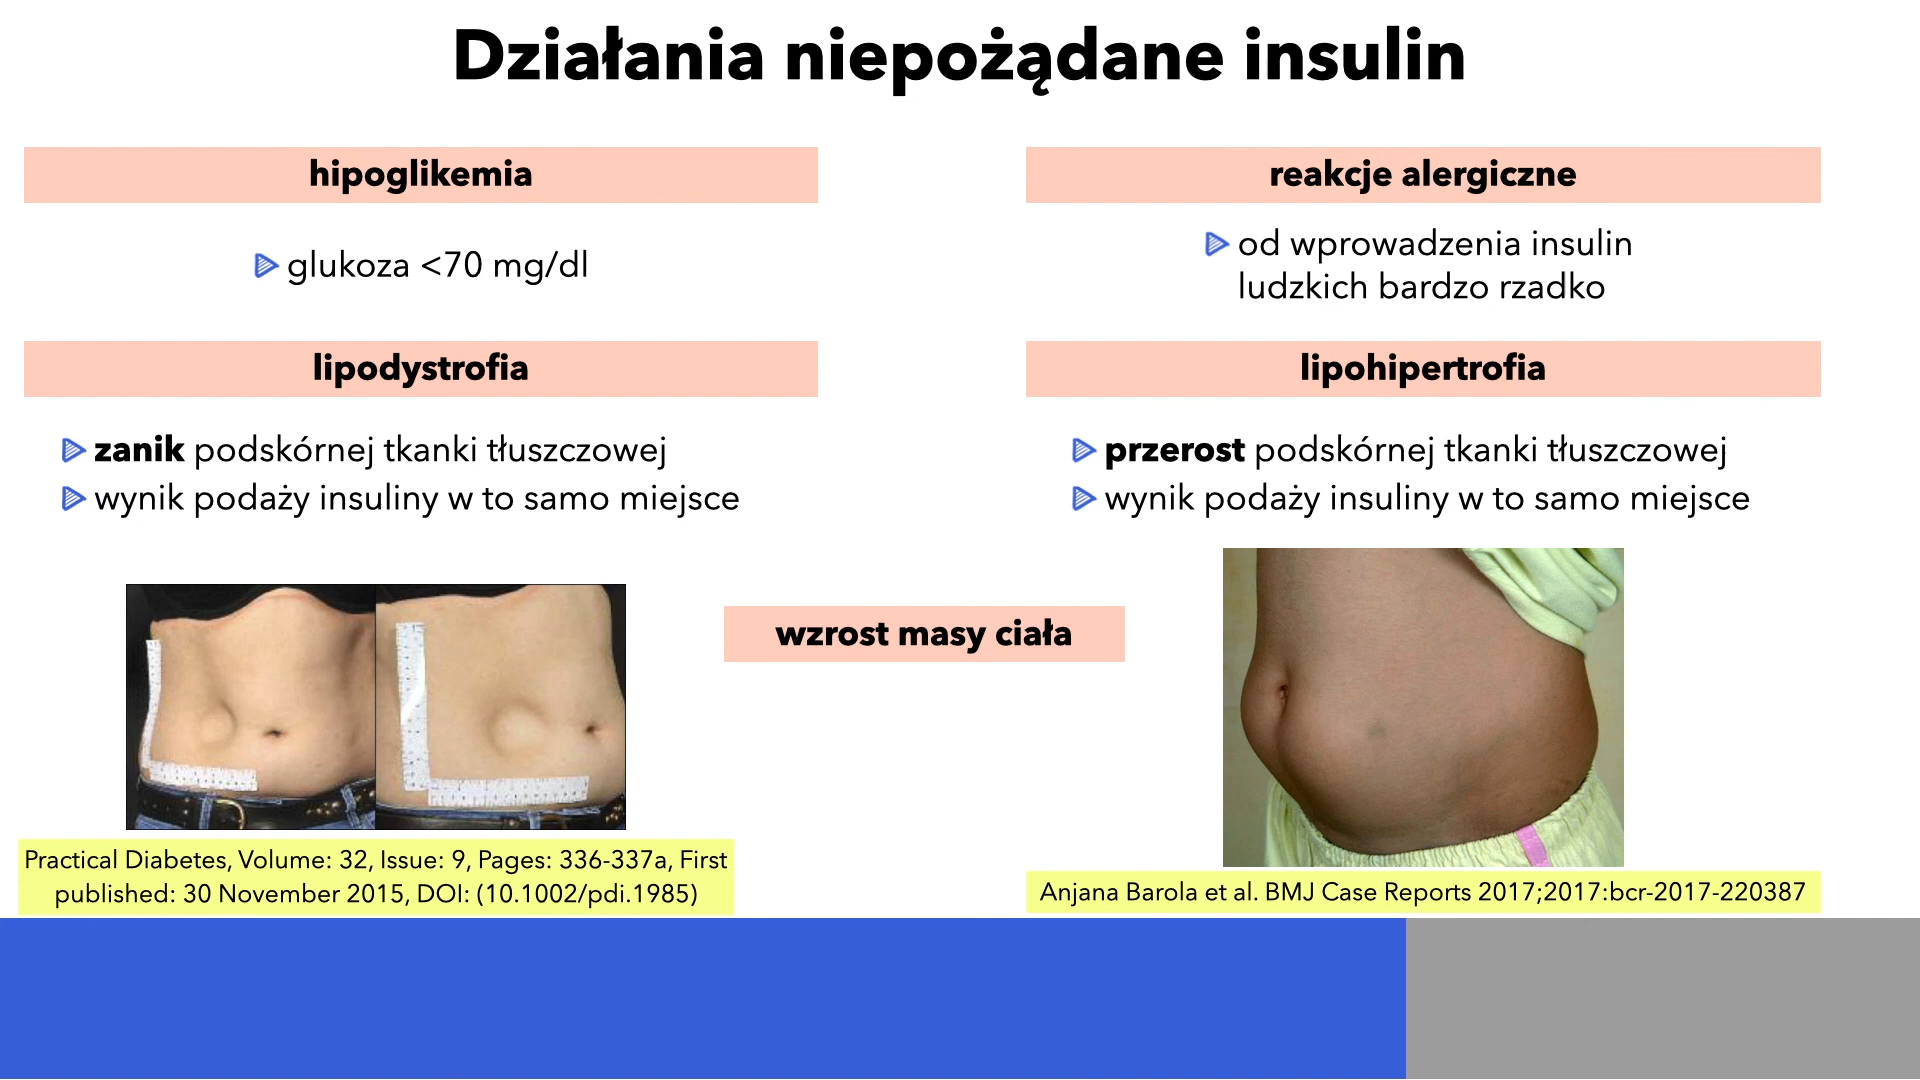 Działania niepożądane insulin
hipoglikemia
glukoza <70 mg/dl
reakcje alergiczne
od wprowadzenia insulin
ludzkich bardzo rzadko
lipodystrofia
zanik podskórnej tkanki tłuszczowej
wynik podaży insuliny w to samo miejsce
lipohipertrofia
przerost podskórnej tkanki tłuszczowej
wynik podaży insuliny w to samo miejsce
wzrost masy ciała
Practical Diabetes, Volume: 32, Issue: 9, Pages: 336-337a, First
published: 30 November 2015, DOI: (10.1002/pdi.1985)
Anjana Barola et al. BMJ Case Reports 2017;2017:bcr-2017-220387